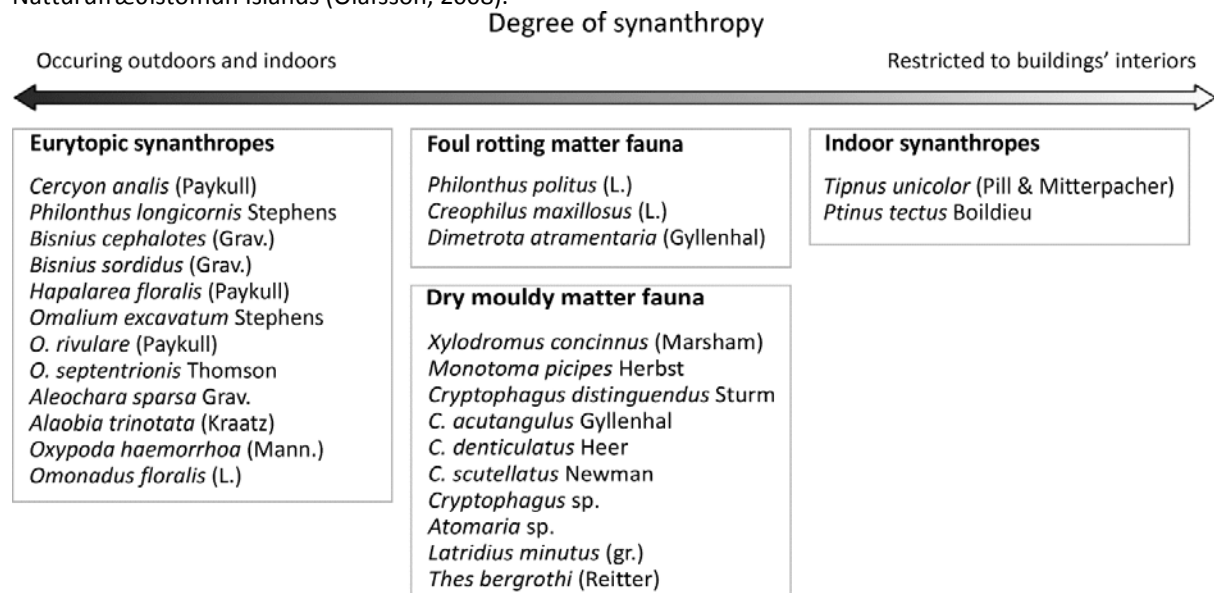 Náttúrufræðistofnun Íslands (Ólafsson, 2008).
Degree of synanthropy
Occuring outdoors and indoors
Restricted to buildings’ interiors
Eurytopic synanthropes
Cercyon analis (Paykull)
Philonthus longicornis Stephens
Bisnius cephalotes (Grav.)
Bisnius sordidus (Grav.)
Hapalarea floralis (Paykull)
Omalium excavatum Stephens
O. rivulare (Paykull)
O. septentrionis Thomson
Aleochara sparsa Grav.
Alaobia trinotata (Kraatz)
Oxypoda haemorrhoa (Mann.)
Omonadus floralis (L.)
Foul rotting matter fauna
Philonthus politus (L.)
Creophilus maxillosus (L.)
Dimetrota atramentaria (Gyllenhal)
Dry mouldy matter fauna
Xylodromus concinnus (Marsham)
Monotoma picipes Herbst
Cryptophagus distinguendus Sturm
C. acutangulus Gyllenhal
C. denticulatus Heer
C. scutellatus Newman
Cryptophagus sp.
Atomaria sp.
Latridius minutus (gr.)
Thes bergrothi (Reitter)
Indoor synanthropes
Tipnus unicolor (Pill & Mitterpacher)
Ptinus tectus Boildieu